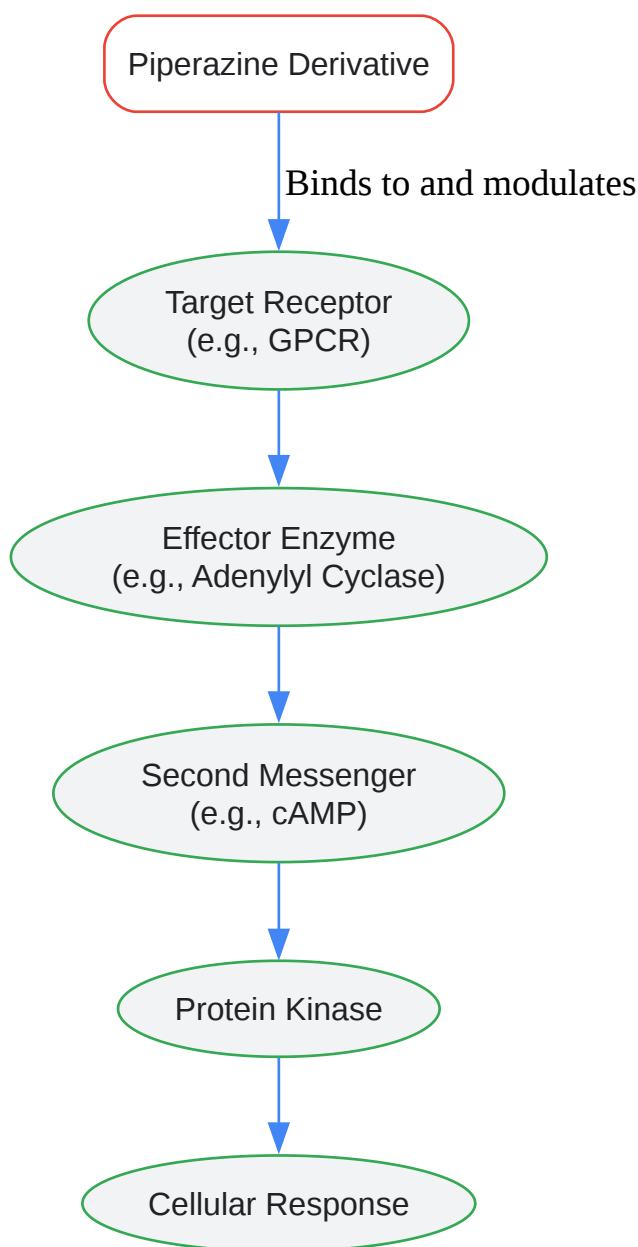 Piperazine Derivative
Binds to and modulates
Target Receptor
(e.g., GPCR)
Effector Enzyme
(e.g., Adenylyl Cyclase)
Second Messenger
(e.g., cAMP)
Protein Kinase
Cellular Response